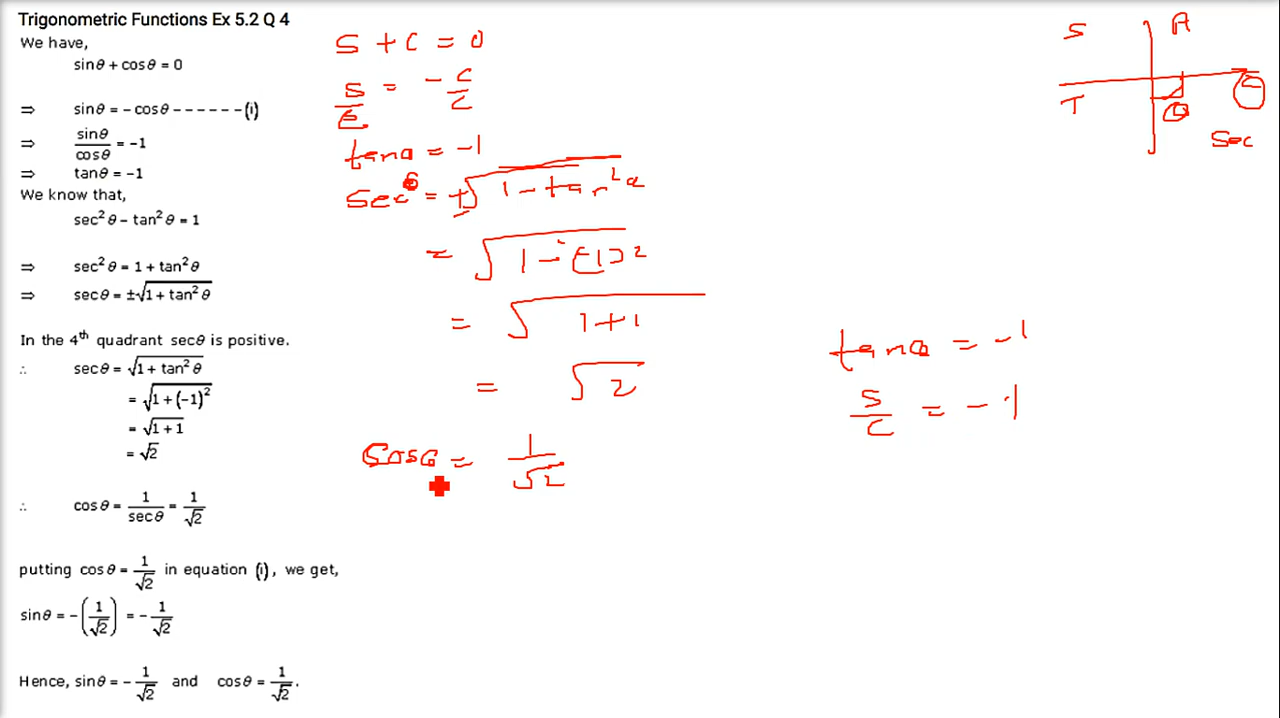 Trigonometric Functions Ex 5.2 Q 4
We have,
sinθ + cosθ = 0
⇒ sinθ = - cosθ - - - - - - (i)
⇒ sinθ/cosθ = -1
⇒ tanθ = -1
We know that,
sec²θ - tan²θ = 1
⇒ sec²θ = 1 + tan²θ
⇒ secθ = ±√(1 + tan²θ)
In the 4th quadrant secθ is positive.
∴ secθ = √(1 + tan²θ)
= √(1 + (-1)²)
= √(1 + 1)
= √2
∴ cosθ = 1/secθ = 1/√2
putting cosθ = 1/√2 in equation (i), we get,
sinθ = -(1/√2) = -1/√2
Hence, sinθ = -1/√2 and cosθ = 1/√2.
S + C = 0
S/C = -C/C
tanθ = -1
secθ = ±√(1 - tan²θ)
= √(1 - (-1)²)
= √(1+1)
= √2
cosθ = 1/√2
tanθ = -1
S/C = -1
S A
T θ C
Sec